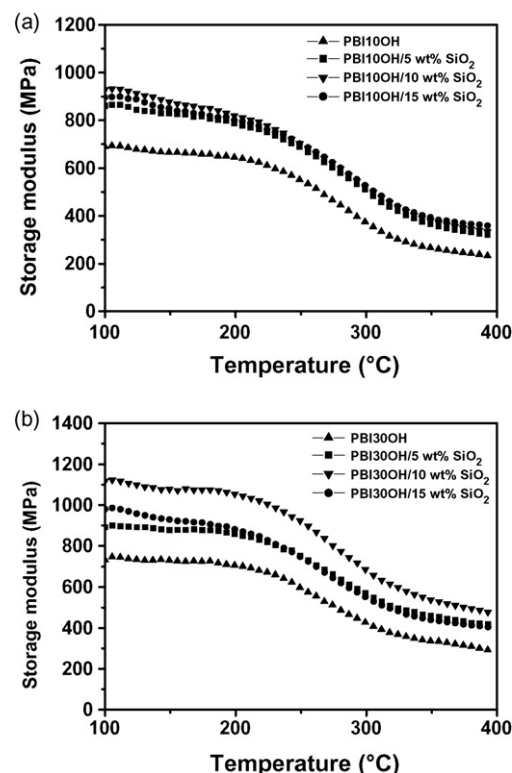 (a)
PBI10OH
PBI10OH/5 wt% SiO₂
PBI10OH/10 wt% SiO₂
PBI10OH/15 wt% SiO₂
1200
1000
800
600
400
200
0
Storage modulus (MPa)
100 200 300 400
Temperature (°C)
(b)
PBI30OH
PBI30OH/5 wt% SiO₂
PBI30OH/10 wt% SiO₂
PBI30OH/15 wt% SiO₂
1400
1200
1000
800
600
400
200
0
Storage modulus (MPa)
100 200 300 400
Temperature (°C)